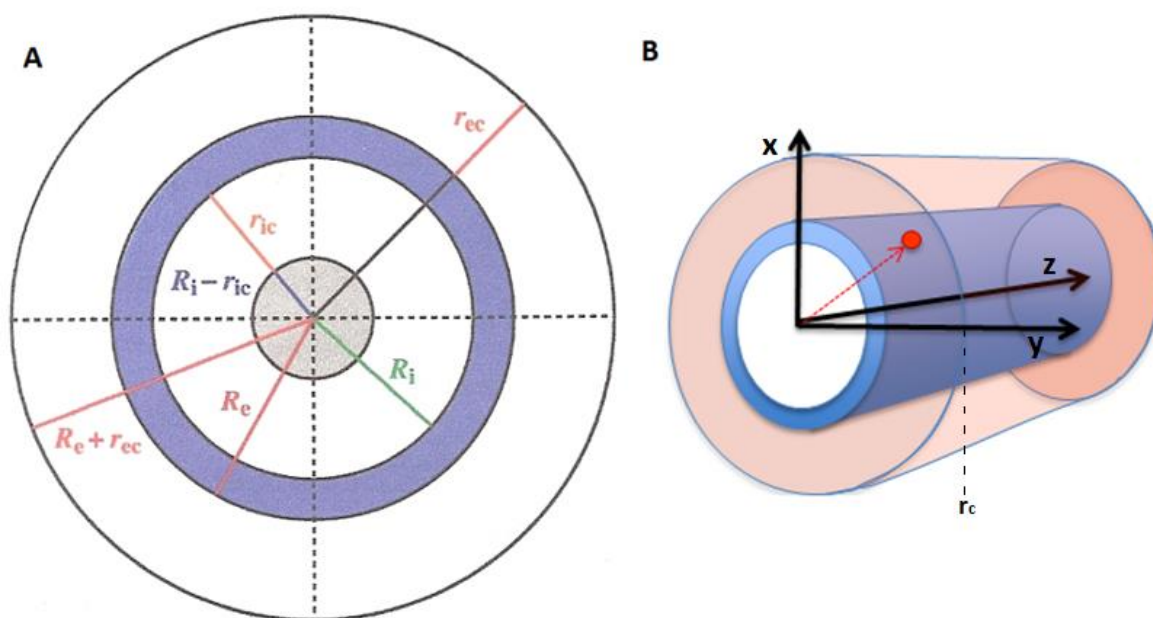 A
r_ec
r_ic
R_i − r_ic
R_i
R_e
R_e + r_ec
B
x
z
y
r_c